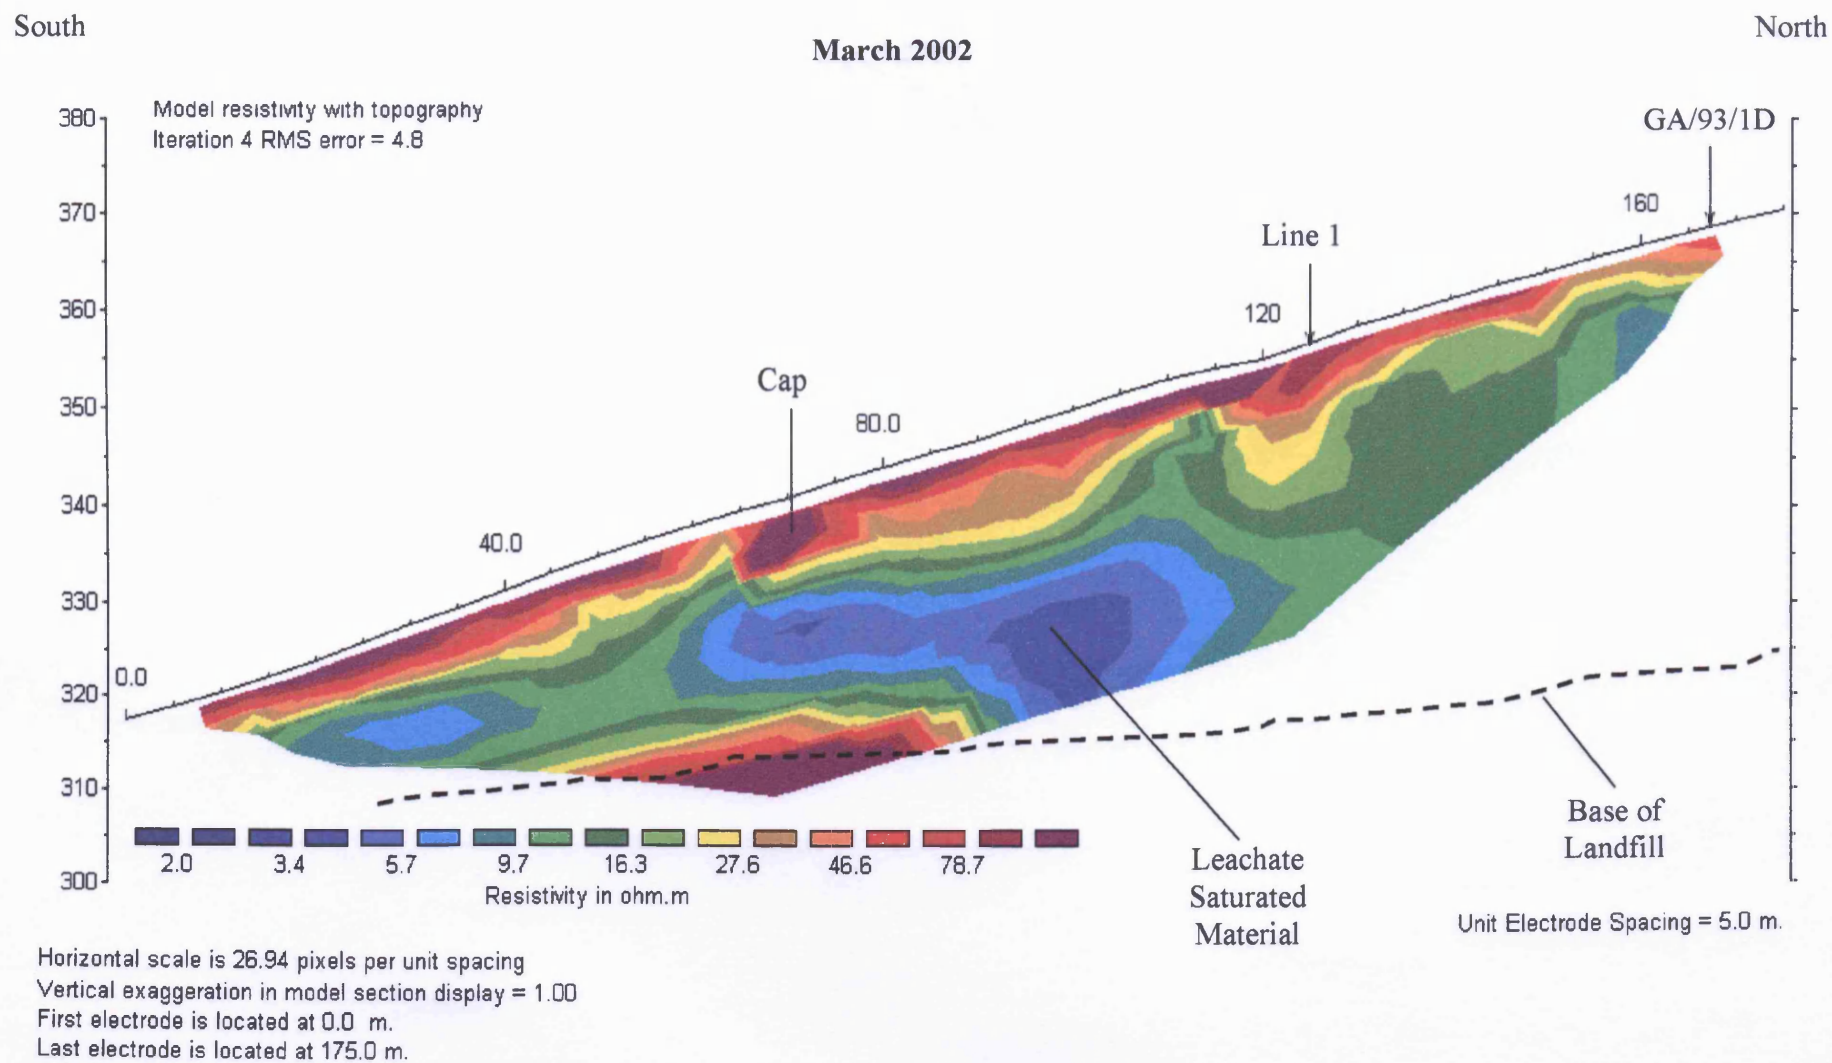 South
North
March 2002
Model resistivity with topography
Iteration 4 RMS error = 4.8
380
370
360
350
340
330
320
310
300
GA/93/1D
160
Line 1
120
Cap
80.0
40.0
0.0
2.0 3.4 5.7 9.7 16.3 27.6 46.6 78.7
Resistivity in ohm.m
Leachate
Saturated
Material
Base of
Landfill
Unit Electrode Spacing = 5.0 m.
Horizontal scale is 26.94 pixels per unit spacing
Vertical exaggeration in model section display = 1.00
First electrode is located at 0.0 m.
Last electrode is located at 175.0 m.